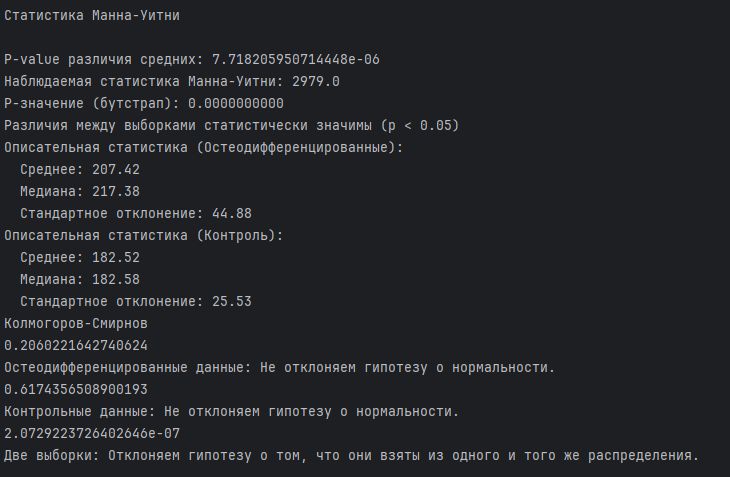 Статистика Манна-Уитни
P-value различия средних: 7.718205950714448e-06
Наблюдаемая статистика Манна-Уитни: 2979.0
P-значение (бутстрап): 0.0000000000
Различия между выборками статистически значимы (p < 0.05)
Описательная статистика (Остеодифференцированные):
Среднее: 207.42
Медиана: 217.38
Стандартное отклонение: 44.88
Описательная статистика (Контроль):
Среднее: 182.52
Медиана: 182.58
Стандартное отклонение: 25.53
Колмогоров-Смирнов
0.2060221642740624
Остеодифференцированные данные: Не отклоняем гипотезу о нормальности.
0.6174356508900193
Контрольные данные: Не отклоняем гипотезу о нормальности.
2.0729223726402646e-07
Две выборки: Отклоняем гипотезу о том, что они взяты из одного и того же распределения.